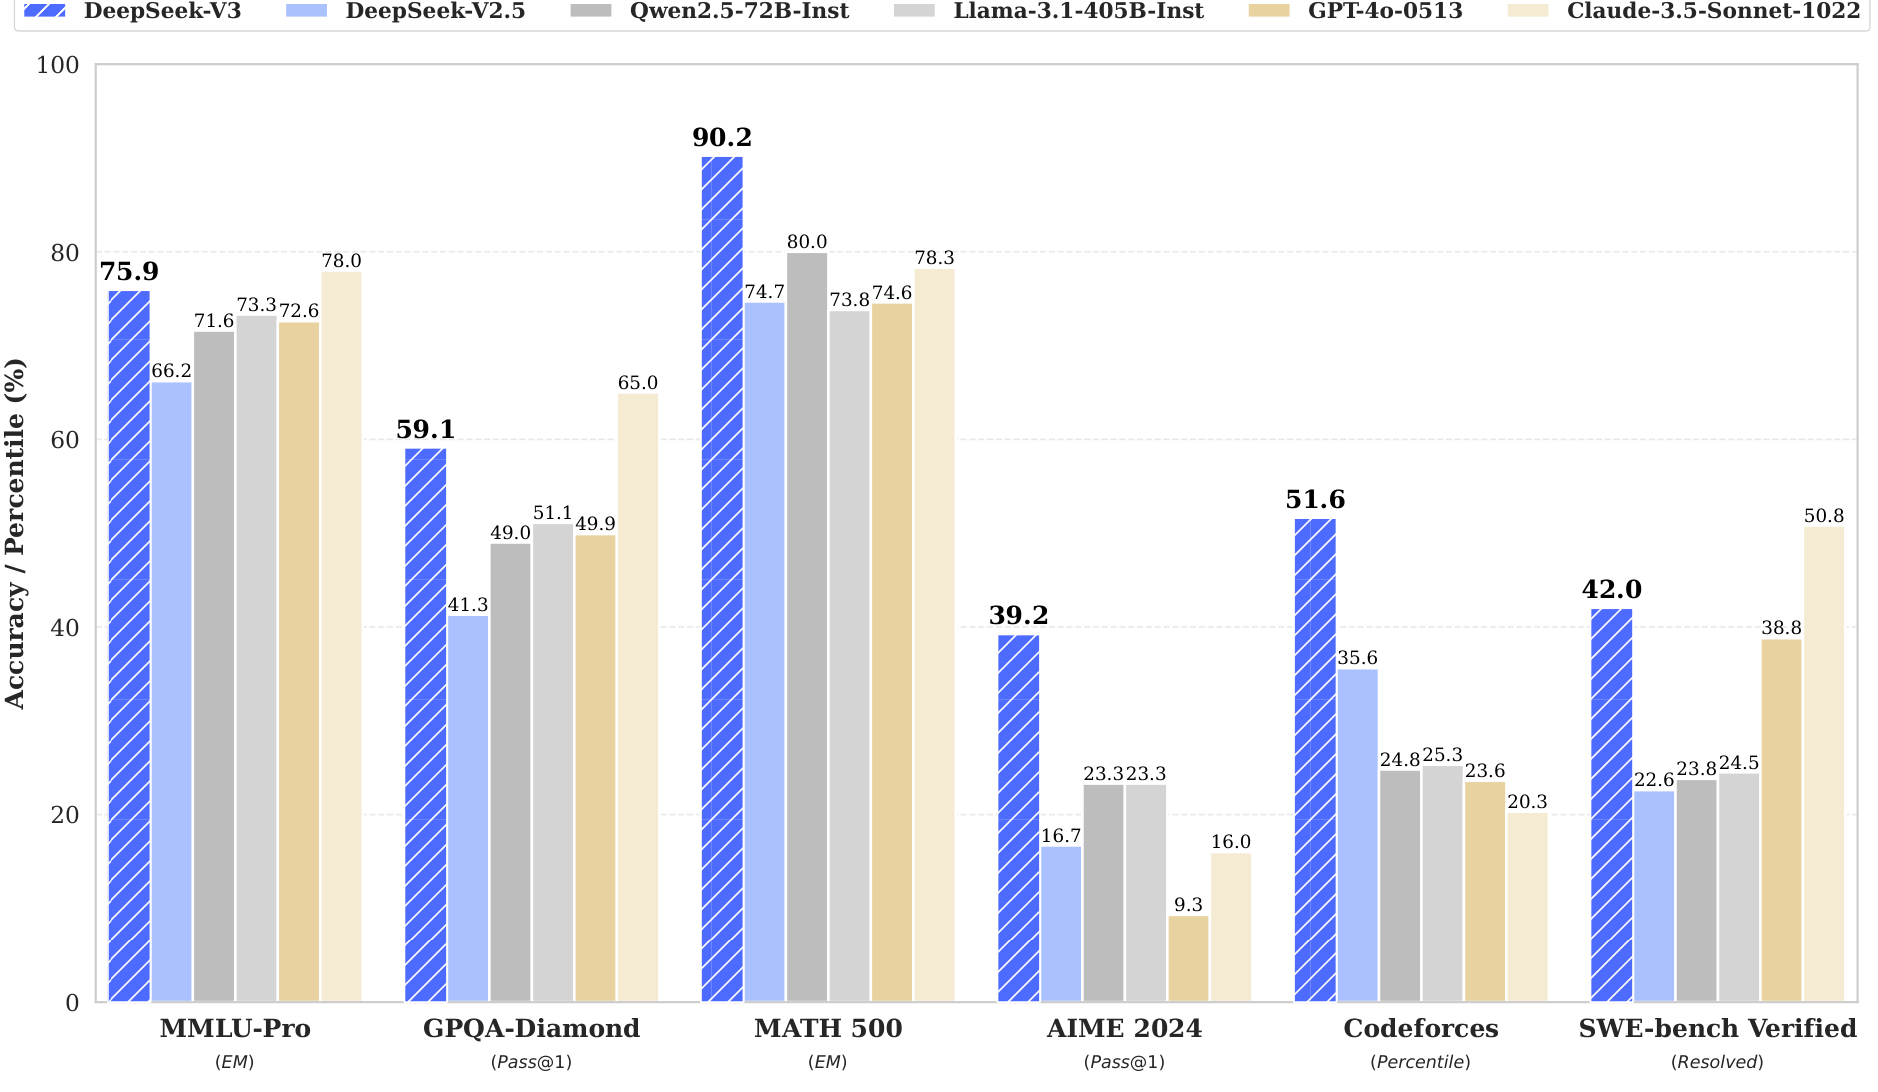 DeepSeek-V3 DeepSeek-V2.5 Qwen2.5-72B-Inst Llama-3.1-405B-Inst GPT-4o-0513 Claude-3.5-Sonnet-1022
Accuracy / Percentile (%)
100
80
60
40
20
0
75.9 66.2 71.6 73.3 72.6 78.0
59.1 41.3 49.0 51.1 49.9 65.0
90.2 74.7 80.0 73.8 74.6 78.3
39.2 16.7 23.3 23.3 9.3 16.0
51.6 35.6 24.8 25.3 23.6 20.3
42.0 22.6 23.8 24.5 38.8 50.8
MMLU-Pro GPQA-Diamond MATH 500 AIME 2024 Codeforces SWE-bench Verified
(EM) (Pass@1) (EM) (Pass@1) (Percentile) (Resolved)